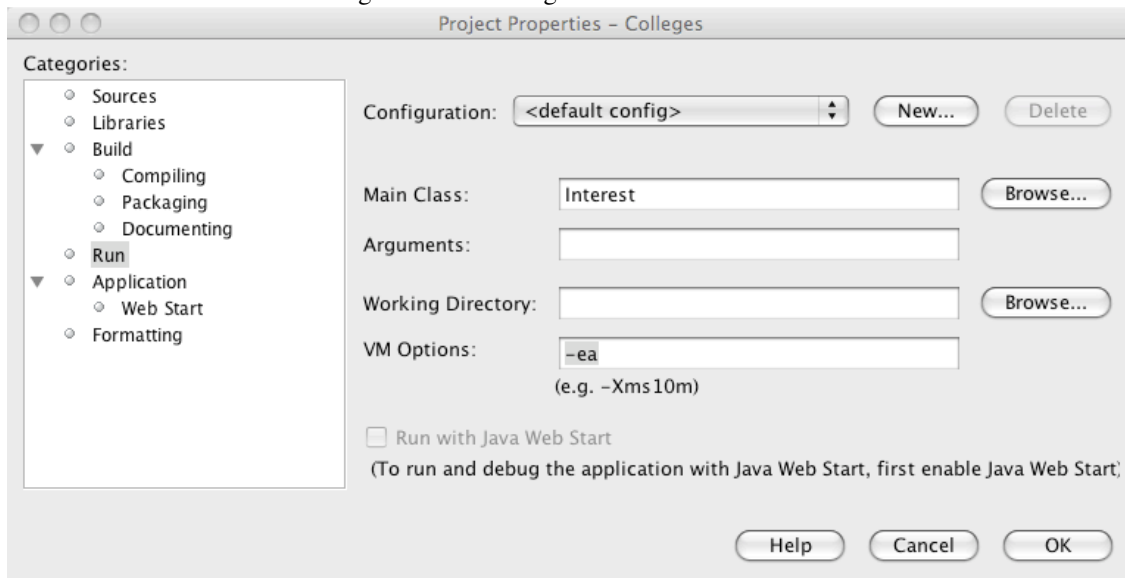 Project Properties – Colleges
Categories:
Sources
Libraries
Build
Compiling
Packaging
Documenting
Run
Application
Web Start
Formatting
Configuration: <default config> New... Delete
Main Class: Interest Browse...
Arguments:
Working Directory: Browse...
VM Options: -ea
(e.g. -Xms10m)
Run with Java Web Start
(To run and debug the application with Java Web Start, first enable Java Web Start)
Help Cancel OK